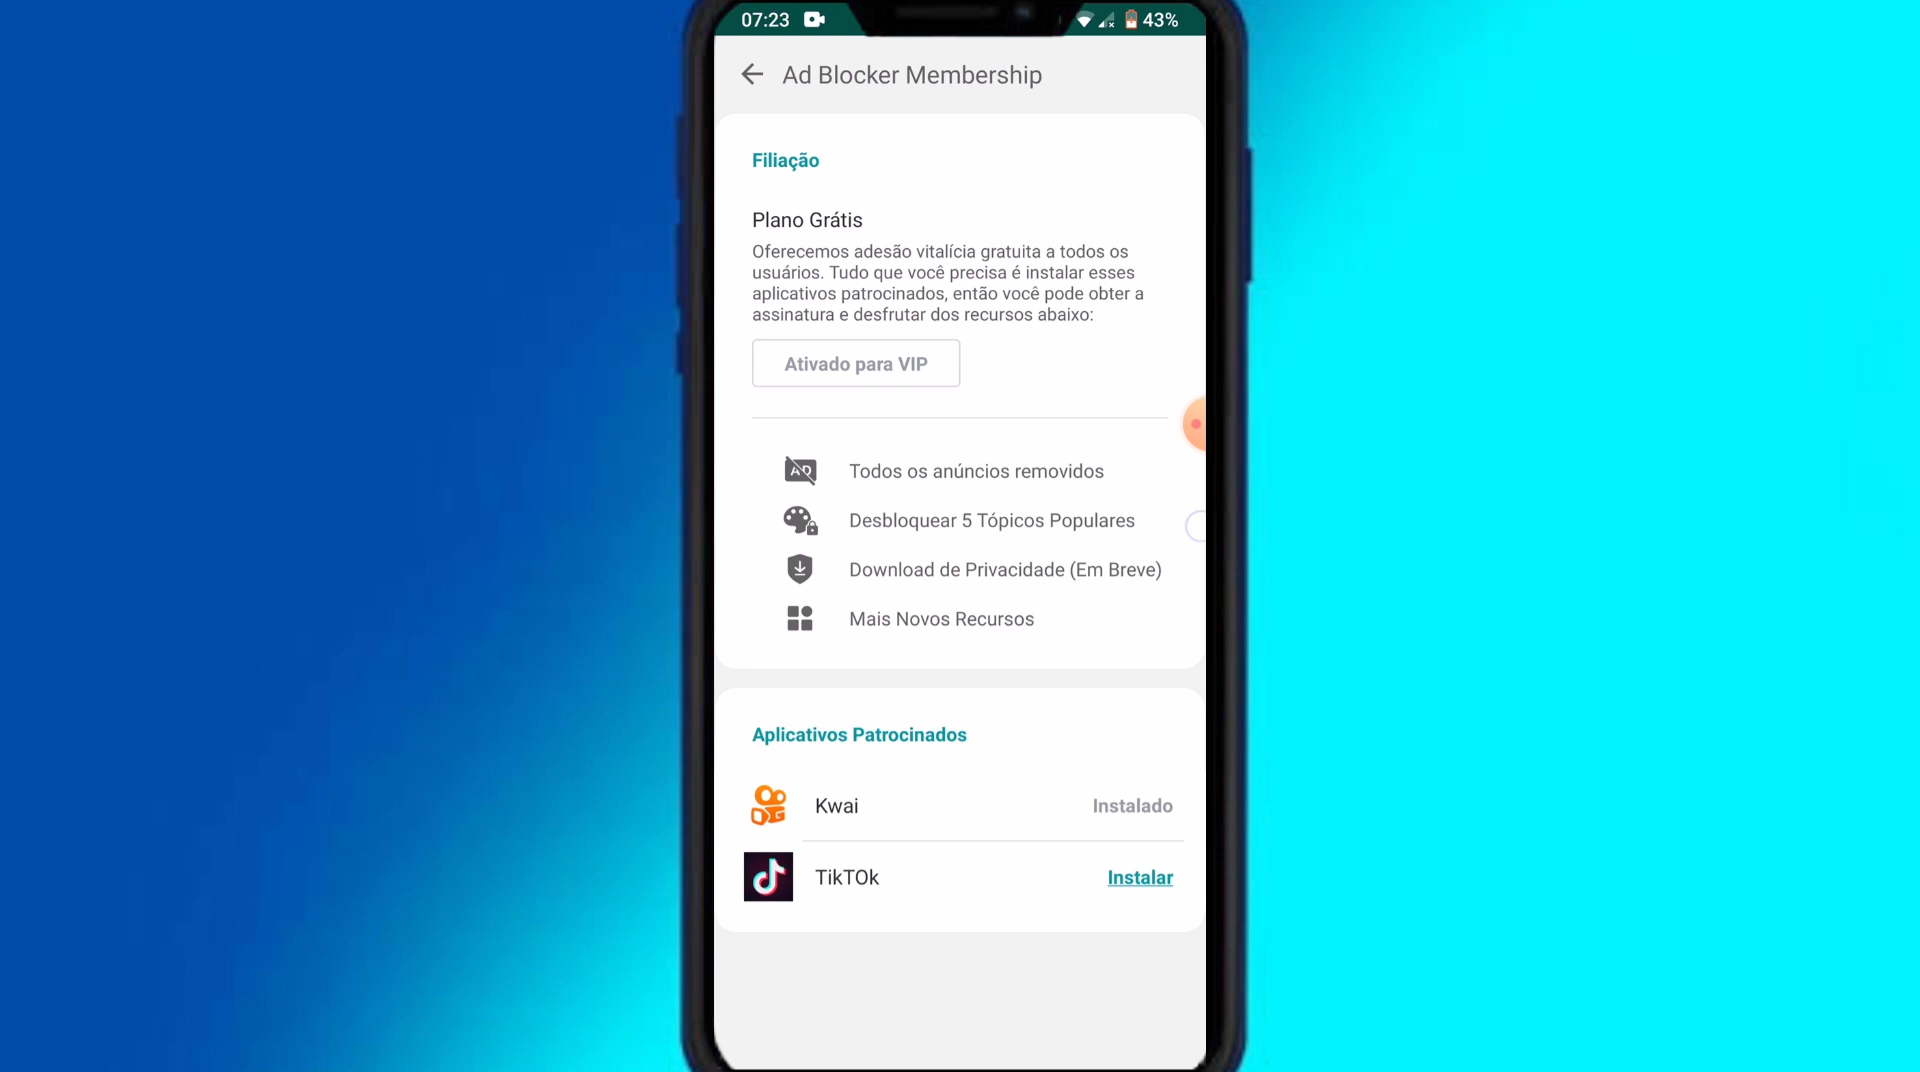 07:23
43%
Ad Blocker Membership
Filiação
Plano Grátis
Oferecemos adesão vitalícia gratuita a todos os
usuários. Tudo que você precisa é instalar esses
aplicativos patrocinados, então você pode obter a
assinatura e desfrutar dos recursos abaixo:
Ativado para VIP
AD
Todos os anúncios removidos
Desbloquear 5 Tópicos Populares
Download de Privacidade (Em Breve)
Mais Novos Recursos
Aplicativos Patrocinados
Kwai
Instalado
TikTOk
Instalar